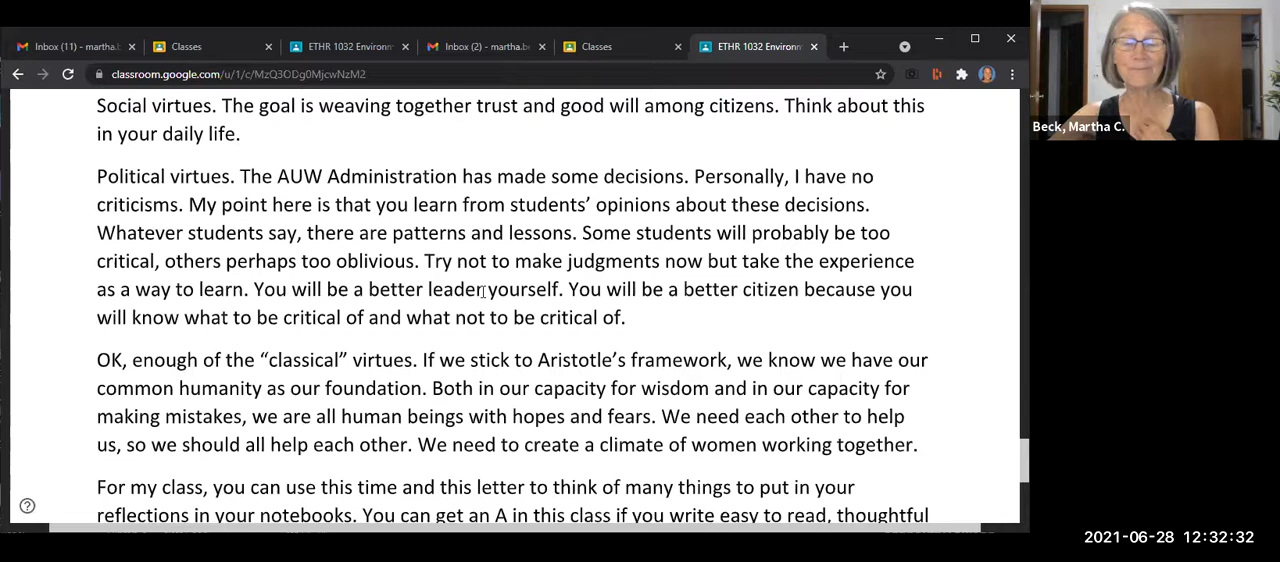 Inbox (11) - martha.b
Classes
ETHR 1032 Environm
Inbox (2) - martha.be
Classes
ETHR 1032 Environm
classroom.google.com/u/1/c/MzQ3ODg0MjcwNzM2
Social virtues. The goal is weaving together trust and good will among citizens. Think about this
in your daily life.
Political virtues. The AUW Administration has made some decisions. Personally, I have no
criticisms. My point here is that you learn from students’ opinions about these decisions.
Whatever students say, there are patterns and lessons. Some students will probably be too
critical, others perhaps too oblivious. Try not to make judgments now but take the experience
as a way to learn. You will be a better leader yourself. You will be a better citizen because you
will know what to be critical of and what not to be critical of.
OK, enough of the “classical” virtues. If we stick to Aristotle’s framework, we know we have our
common humanity as our foundation. Both in our capacity for wisdom and in our capacity for
making mistakes, we are all human beings with hopes and fears. We need each other to help
us, so we should all help each other. We need to create a climate of women working together.
For my class, you can use this time and this letter to think of many things to put in your
reflections in your notebooks. You can get an A in this class if you write easy to read, thoughtful
Beck, Martha C.
2021-06-28 12:32:32